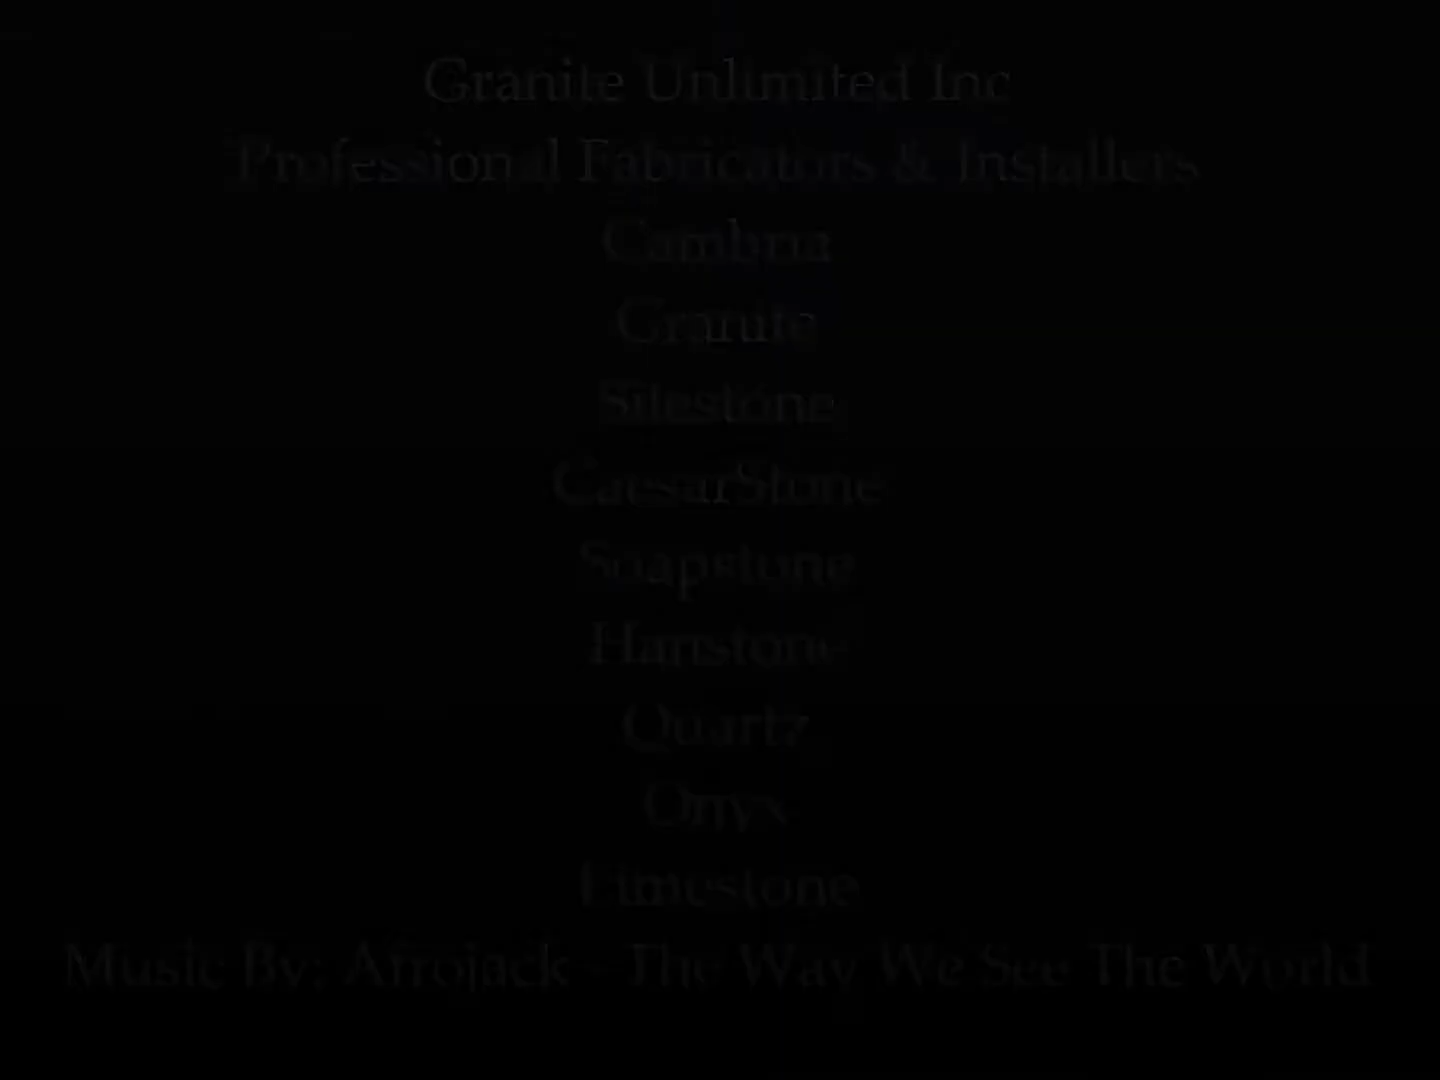 Granite Unlimited Inc
Professional Fabricators & Installers
Cambria
Granite
Silestone
CaesarStone
Soapstone
Hanstone
Quartz
Onyx
Limestone
Music By: Afrojack - The Way We See The World